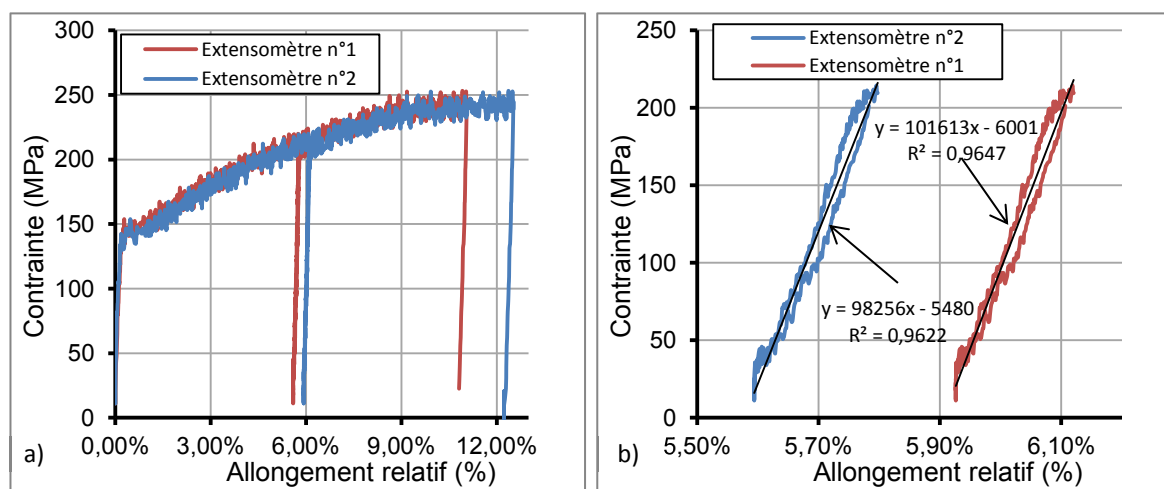 300
250
200
150
100
50
0
Contrainte (MPa)
Extensomètre n°1
Extensomètre n°2
0,00%
3,00%
6,00%
9,00%
12,00%
Allongement relatif (%)
a)
250
200
150
100
50
0
Contrainte (MPa)
Extensomètre n°2
Extensomètre n°1
y = 101613x - 6001
R² = 0,9647
y = 98256x - 5480
R² = 0,9622
5,50%
5,70%
5,90%
6,10%
Allongement relatif (%)
b)